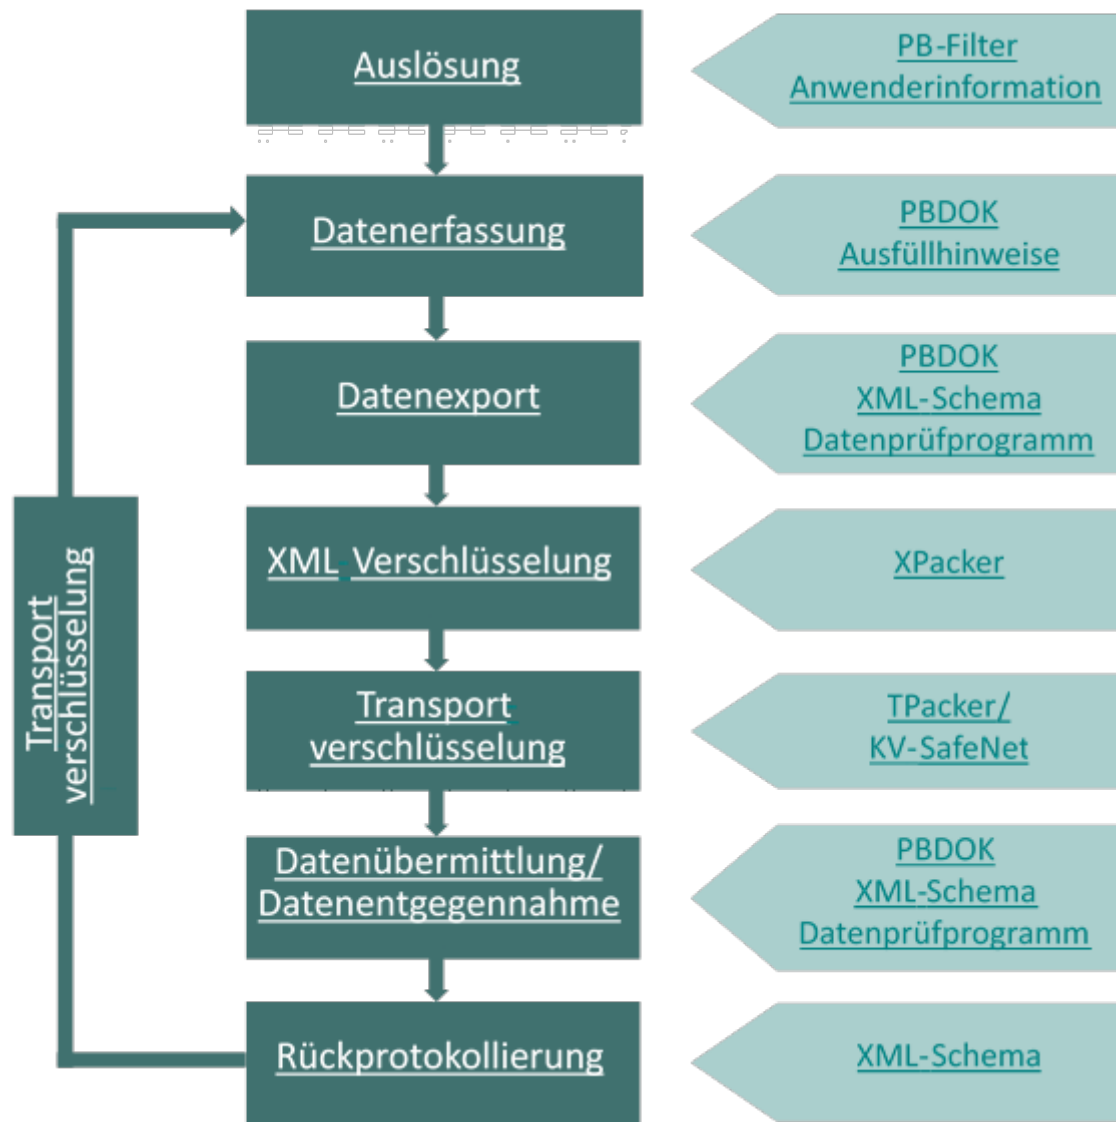 Auslösung
PB-Filter
Anwenderinformation
Datenerfassung
PBDOK
Ausfüllhinweise
Datenexport
PBDOK
XML-Schema
Datenprüfprogramm
XML- Verschlüsselung
XPacker
Transport
verschlüsselung
Transport-
verschlüsselung
TPacker/
KV-SafeNet
Datenübermittlung/
Datenentgegennahme
PBDOK
XML-Schema
Datenprüfprogramm
Rückprotokollierung
XML-Schema